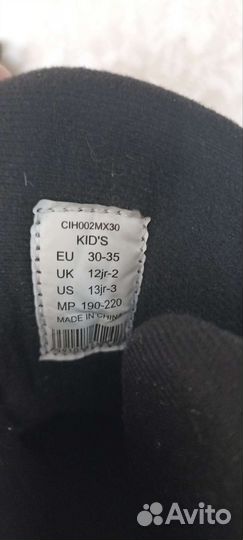 CIH002MX30
KID'S
EU 30-35
UK 12jr-2
US 13jr-3
MP 190-220
MADE IN CHINA
Avito